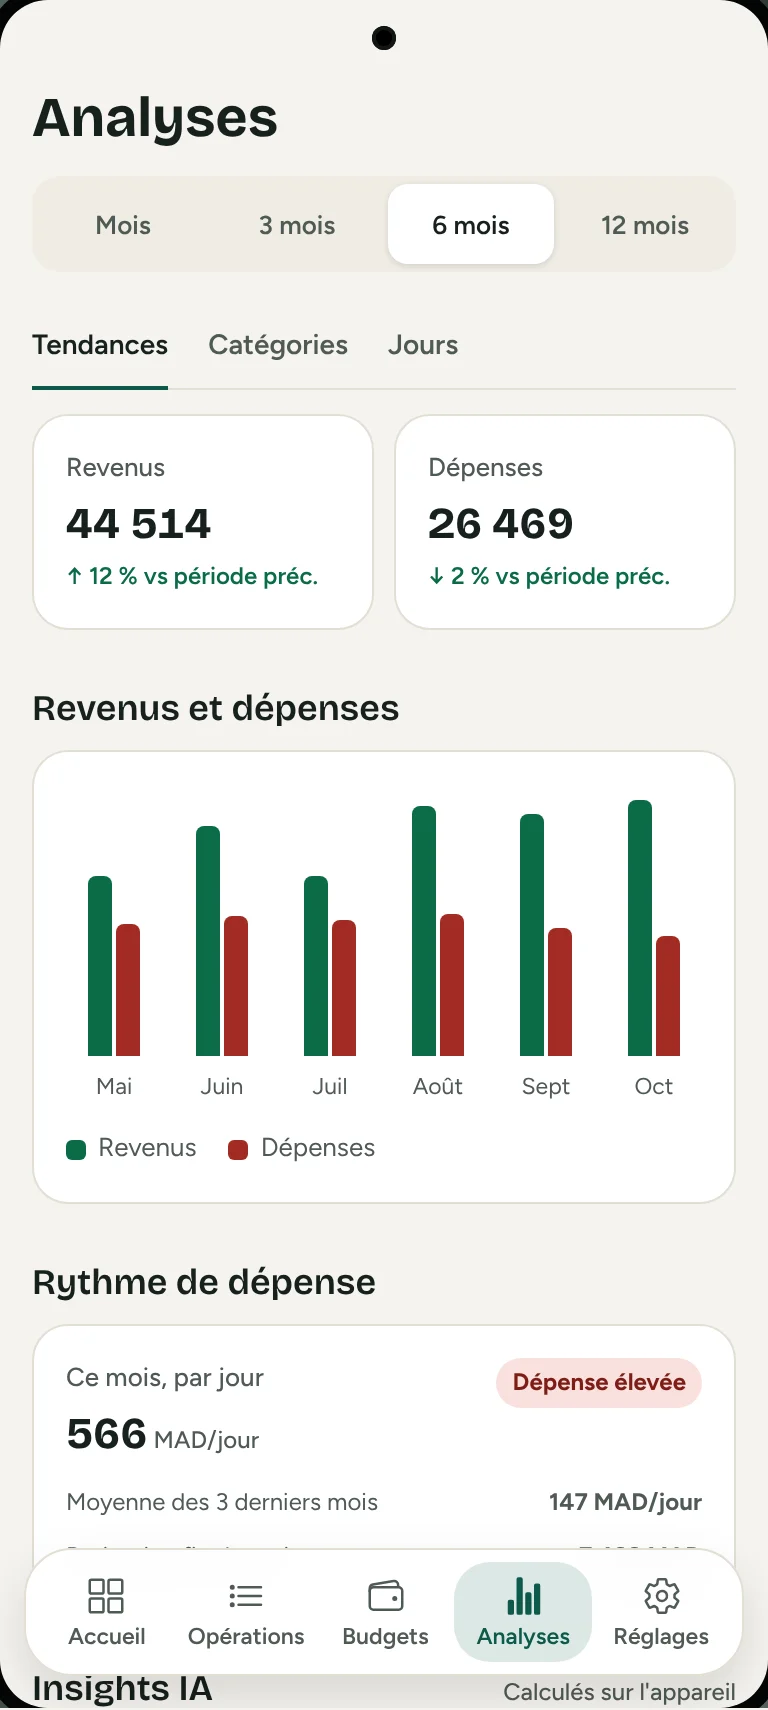 Analyses
Mois 3 mois 6 mois 12 mois
Tendances Catégories Jours
Revenus
44 514
↑ 12 % vs période préc.
Dépenses
26 469
↓ 2 % vs période préc.
Revenus et dépenses
Mai Juin Juil Août Sept Oct
Revenus Dépenses
Rythme de dépense
Ce mois, par jour
Dépense élevée
566 MAD/jour
Moyenne des 3 derniers mois 147 MAD/jour
Accueil Opérations Budgets Analyses Réglages
Insights IA Calculés sur l'appareil